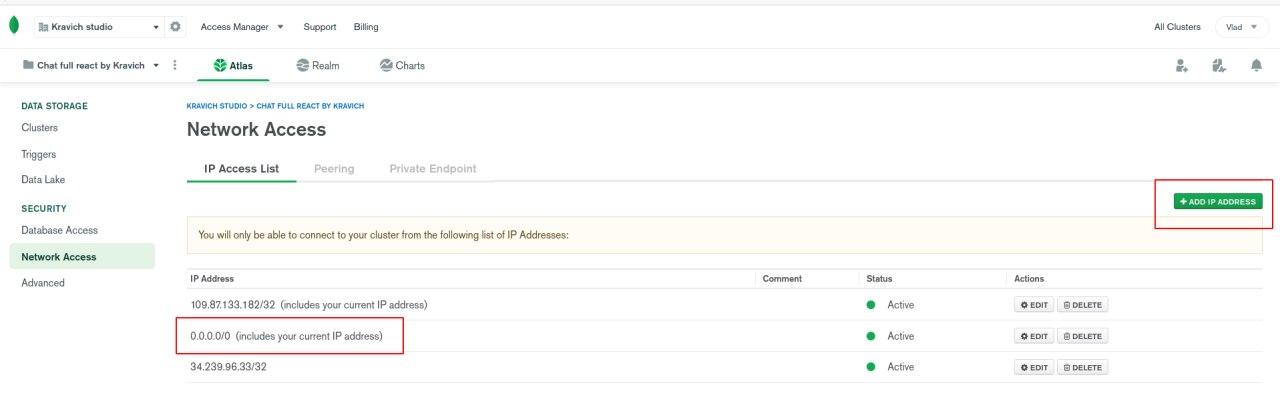 Kravich studio Access Manager Support Billing All Clusters Vlad
Chat full react by Kravich Atlas Realm Charts
DATA STORAGE
Clusters
Triggers
Data Lake
SECURITY
Database Access
Network Access
Advanced
KRAVICH STUDIO > CHAT FULL REACT BY KRAVICH
Network Access
IP Access List Peering Private Endpoint
+ ADD IP ADDRESS
You will only be able to connect to your cluster from the following list of IP Addresses:
IP Address Comment Status Actions
109.87.133.182/32 (includes your current IP address) Active EDIT DELETE
0.0.0.0/0 (includes your current IP address) Active EDIT DELETE
34.239.96.33/32 Active EDIT DELETE